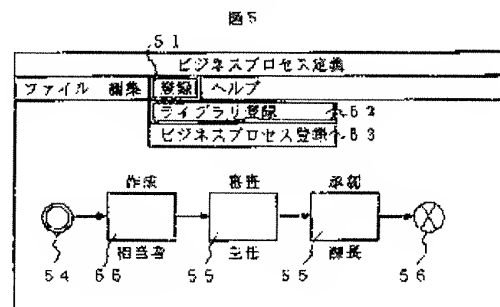 図5
51
ビジネスプロセス定義
ファイル 編集 登録 ヘルプ
ライブラリ登録 52
ビジネスプロセス登録 53
作成 審査 承認
担当者 主任 課長
54 55 55 55 56